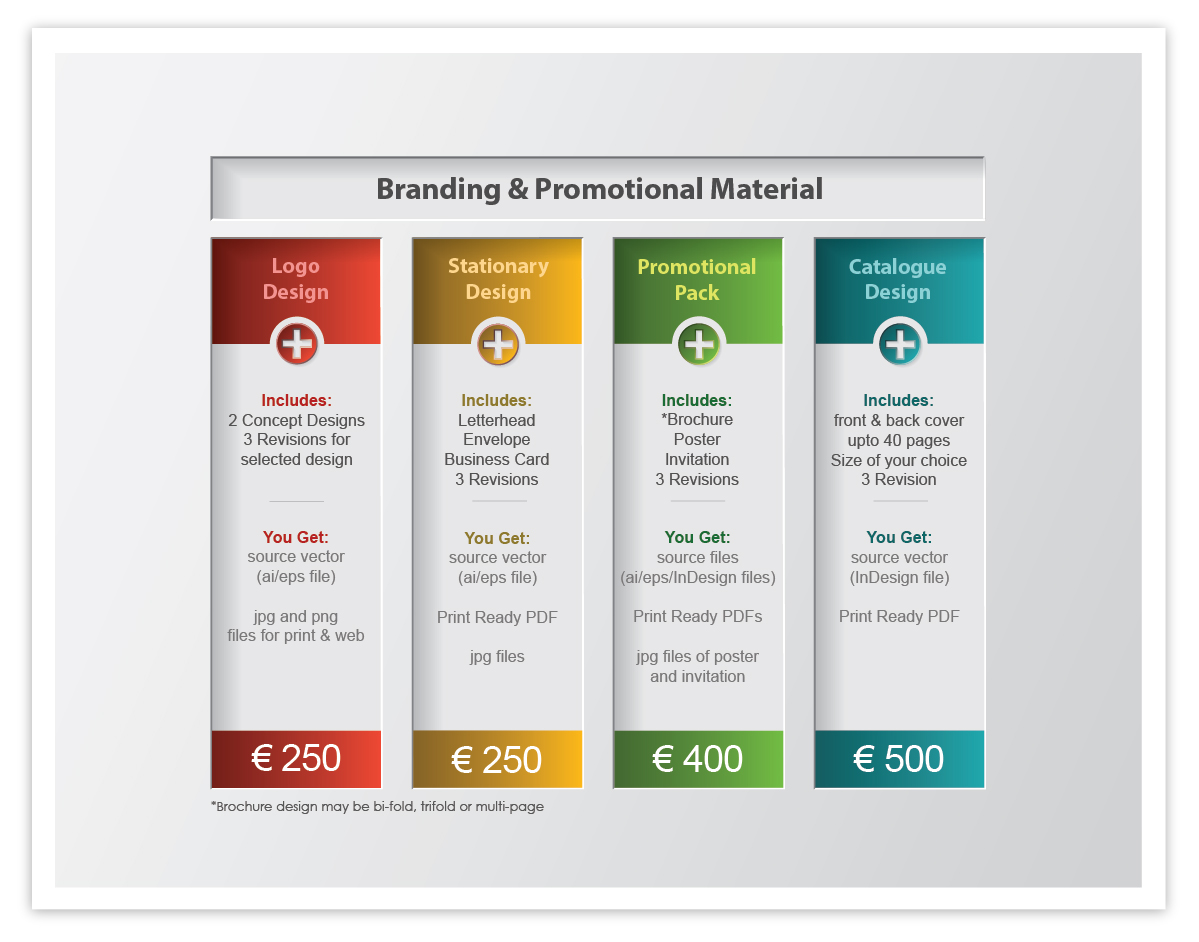 Branding & Promotional Material
Logo
Design
Includes:
2 Concept Designs
3 Revisions for
selected design
You Get:
source vector
(ai/eps file)
jpg and png
files for print & web
€ 250
Stationary
Design
Includes:
Letterhead
Envelope
Business Card
3 Revisions
You Get:
source vector
(ai/eps file)
Print Ready PDF
jpg files
€ 250
Promotional
Pack
Includes:
*Brochure
Poster
Invitation
3 Revisions
You Get:
source files
(ai/eps/InDesign files)
Print Ready PDFs
jpg files of poster
and invitation
€ 400
Catalogue
Design
Includes:
front & back cover
upto 40 pages
Size of your choice
3 Revision
You Get:
source vector
(InDesign file)
Print Ready PDF
€ 500
*Brochure design may be bi-fold, trifold or multi-page